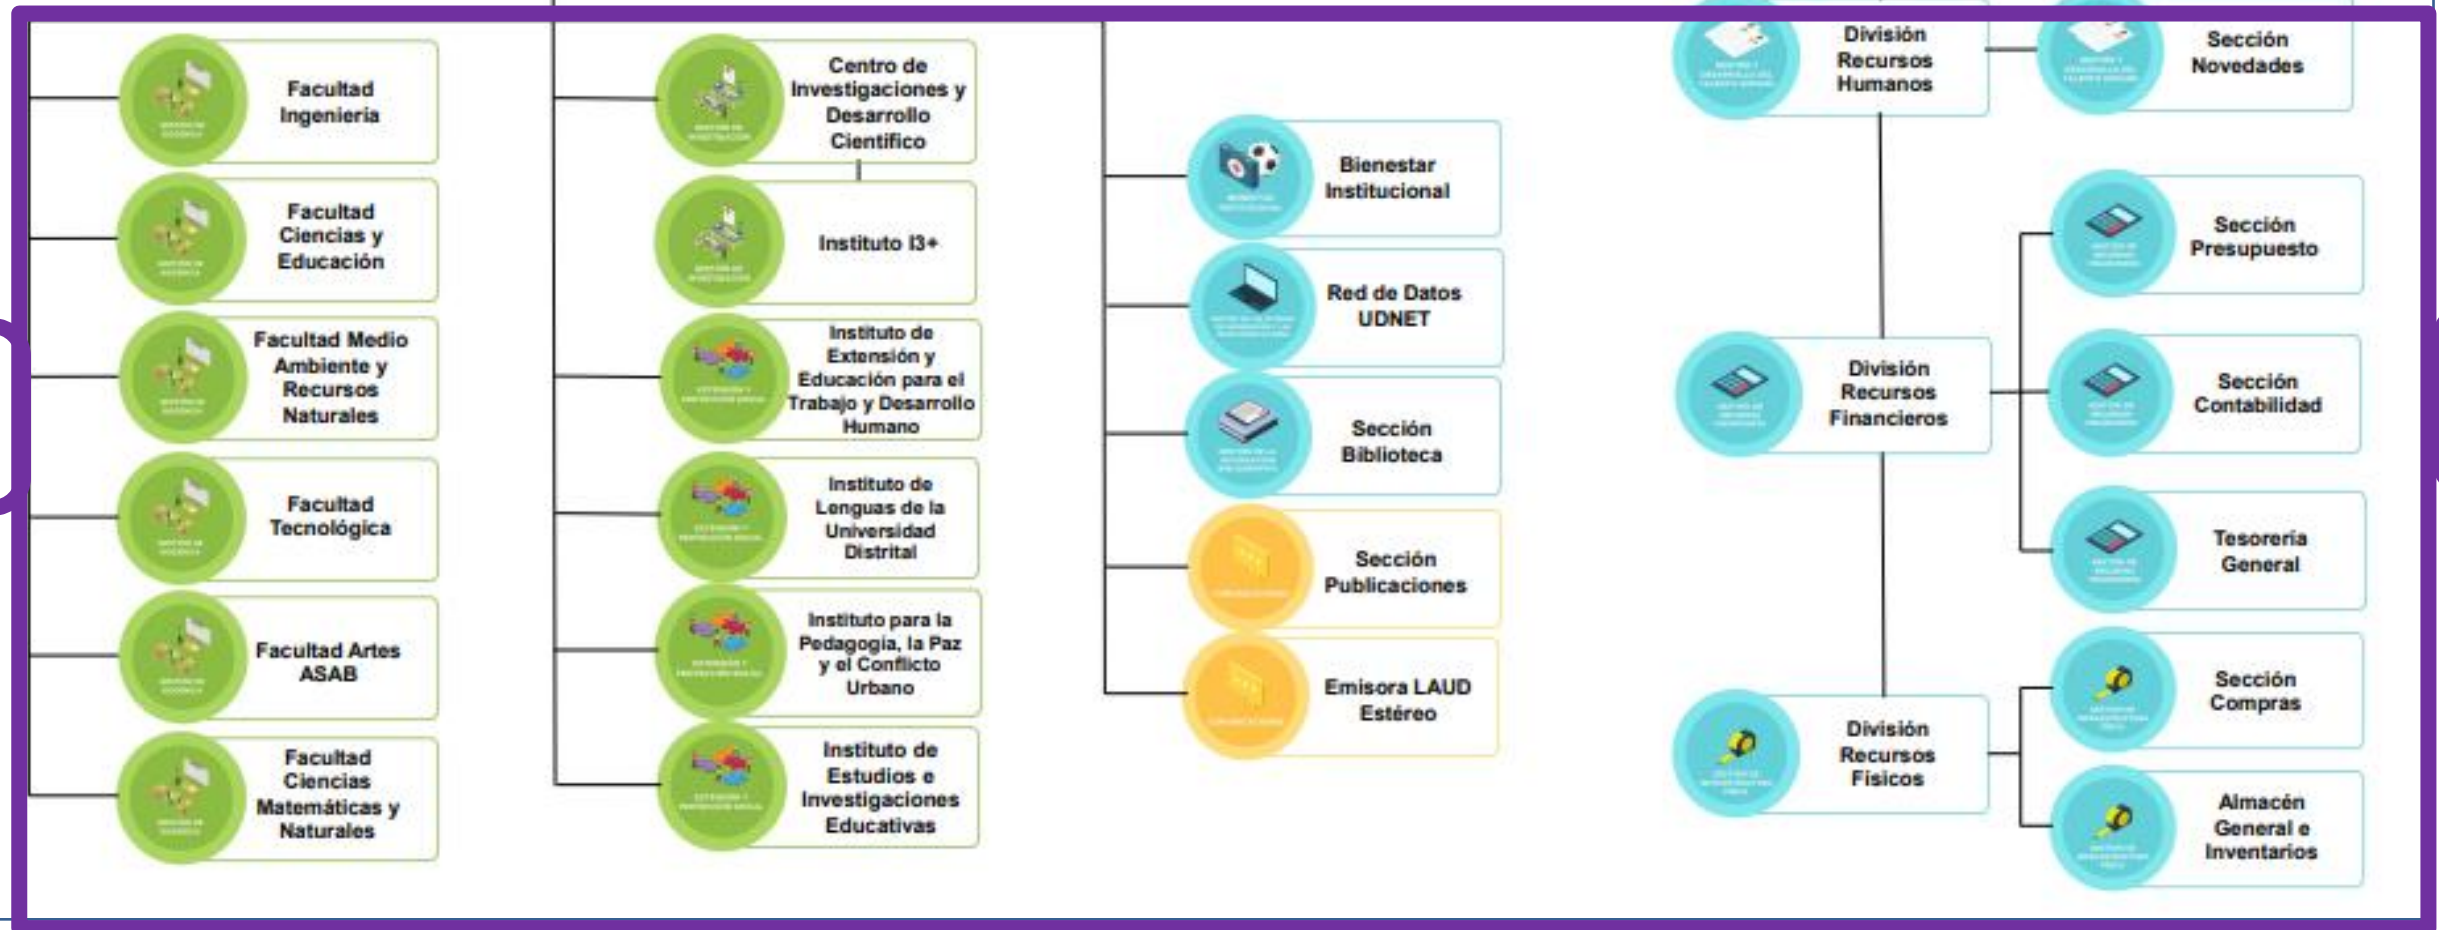 Facultad
Ingeniería
Facultad
Ciencias y
Educación
Facultad Medio
Ambiente y
Recursos
Naturales
Facultad
Tecnológica
Facultad Artes
ASAB
Facultad
Ciencias
Matemáticas y
Naturales
Centro de
Investigaciones y
Desarrollo
Científico
Instituto I3+
Instituto de
Extensión y
Educación para el
Trabajo y Desarrollo
Humano
Instituto de
Lenguas de la
Universidad
Distrital
Instituto para la
Pedagogía, la Paz
y el Conflicto
Urbano
Instituto de
Estudios e
Investigaciones
Educativas
Bienestar
Institucional
Red de Datos
UDNET
Sección
Biblioteca
Sección
Publicaciones
Emisora LAUD
Estéreo
División
Recursos
Humanos
Sección
Novedades
División
Recursos
Financieros
Sección
Presupuesto
Sección
Contabilidad
Tesorería
General
División
Recursos
Físicos
Sección
Compras
Almacén
General e
Inventarios